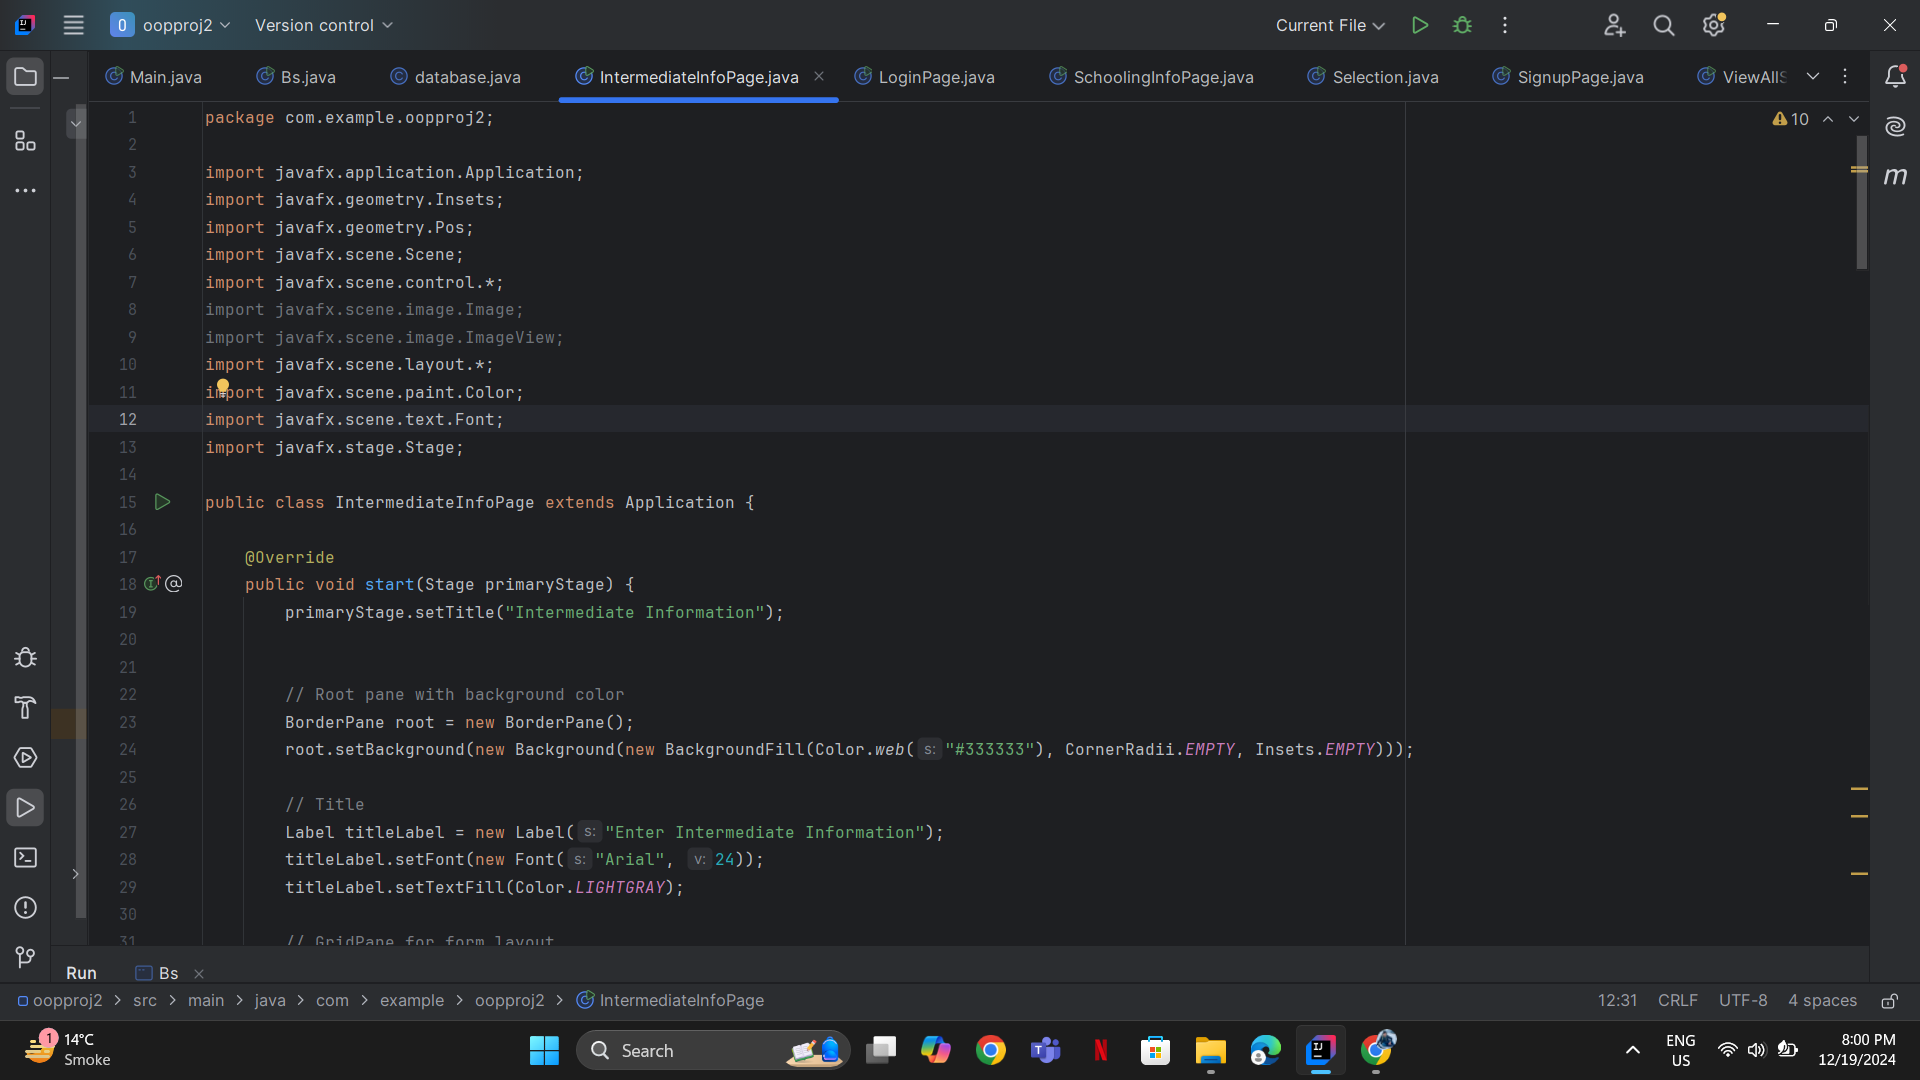 oopproj2 Version control Current File
Main.java Bs.java database.java IntermediateInfoPage.java LoginPage.java SchoolingInfoPage.java Selection.java SignupPage.java ViewAllS
10
1 package com.example.oopproj2;
2
3 import javafx.application.Application;
4 import javafx.geometry.Insets;
5 import javafx.geometry.Pos;
6 import javafx.scene.Scene;
7 import javafx.scene.control.*;
8 import javafx.scene.image.Image;
9 import javafx.scene.image.ImageView;
10 import javafx.scene.layout.*;
11 import javafx.scene.paint.Color;
12 import javafx.scene.text.Font;
13 import javafx.stage.Stage;
14
15 public class IntermediateInfoPage extends Application {
16
17 @Override
18 public void start(Stage primaryStage) {
19 primaryStage.setTitle("Intermediate Information");
20
21
22 // Root pane with background color
23 BorderPane root = new BorderPane();
24 root.setBackground(new Background(new BackgroundFill(Color.web( s: "#333333"), CornerRadii.EMPTY, Insets.EMPTY)));
25
26 // Title
27 Label titleLabel = new Label( s: "Enter Intermediate Information");
28 titleLabel.setFont(new Font( s: "Arial", v: 24));
29 titleLabel.setTextFill(Color.LIGHTGRAY);
30
31 // GridPane for form layout
Run Bs
oopproj2 > src > main > java > com > example > oopproj2 > IntermediateInfoPage 12:31 CRLF UTF-8 4 spaces
1 14°C
Smoke
Search
ENG
US
8:00 PM
12/19/2024